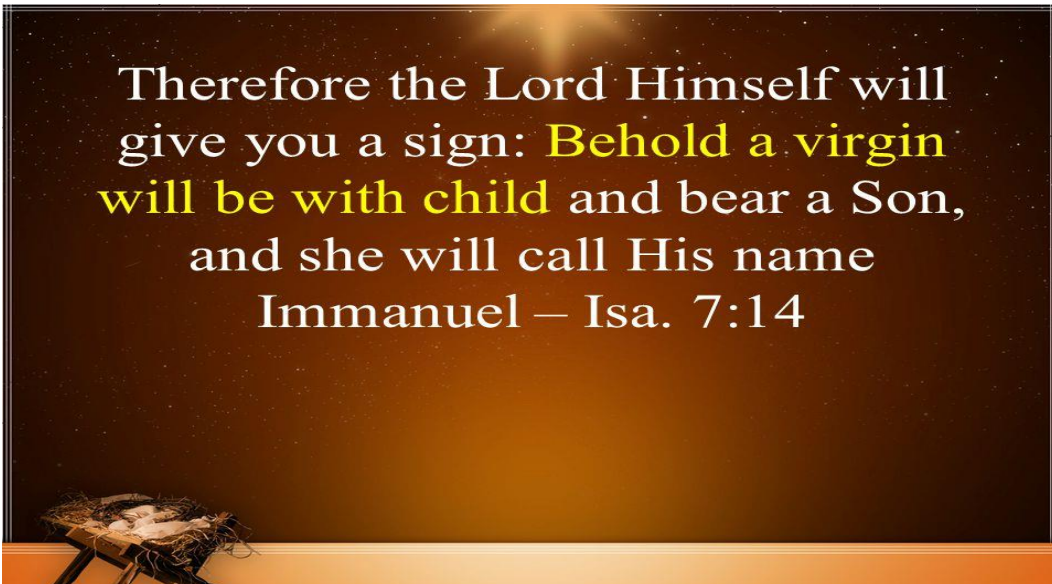 Therefore the Lord Himself will
give you a sign: Behold a virgin
will be with child and bear a Son,
and she will call His name
Immanuel – Isa. 7:14